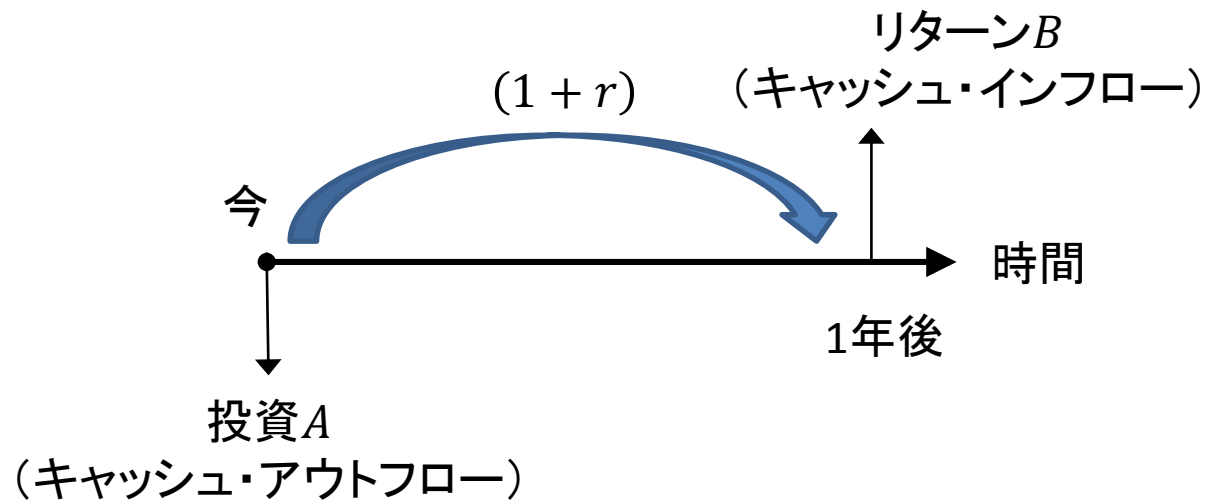 リターンB
(キャッシュ・インフロー)
(1 + r)
今
時間
1年後
投資A
(キャッシュ・アウトフロー)